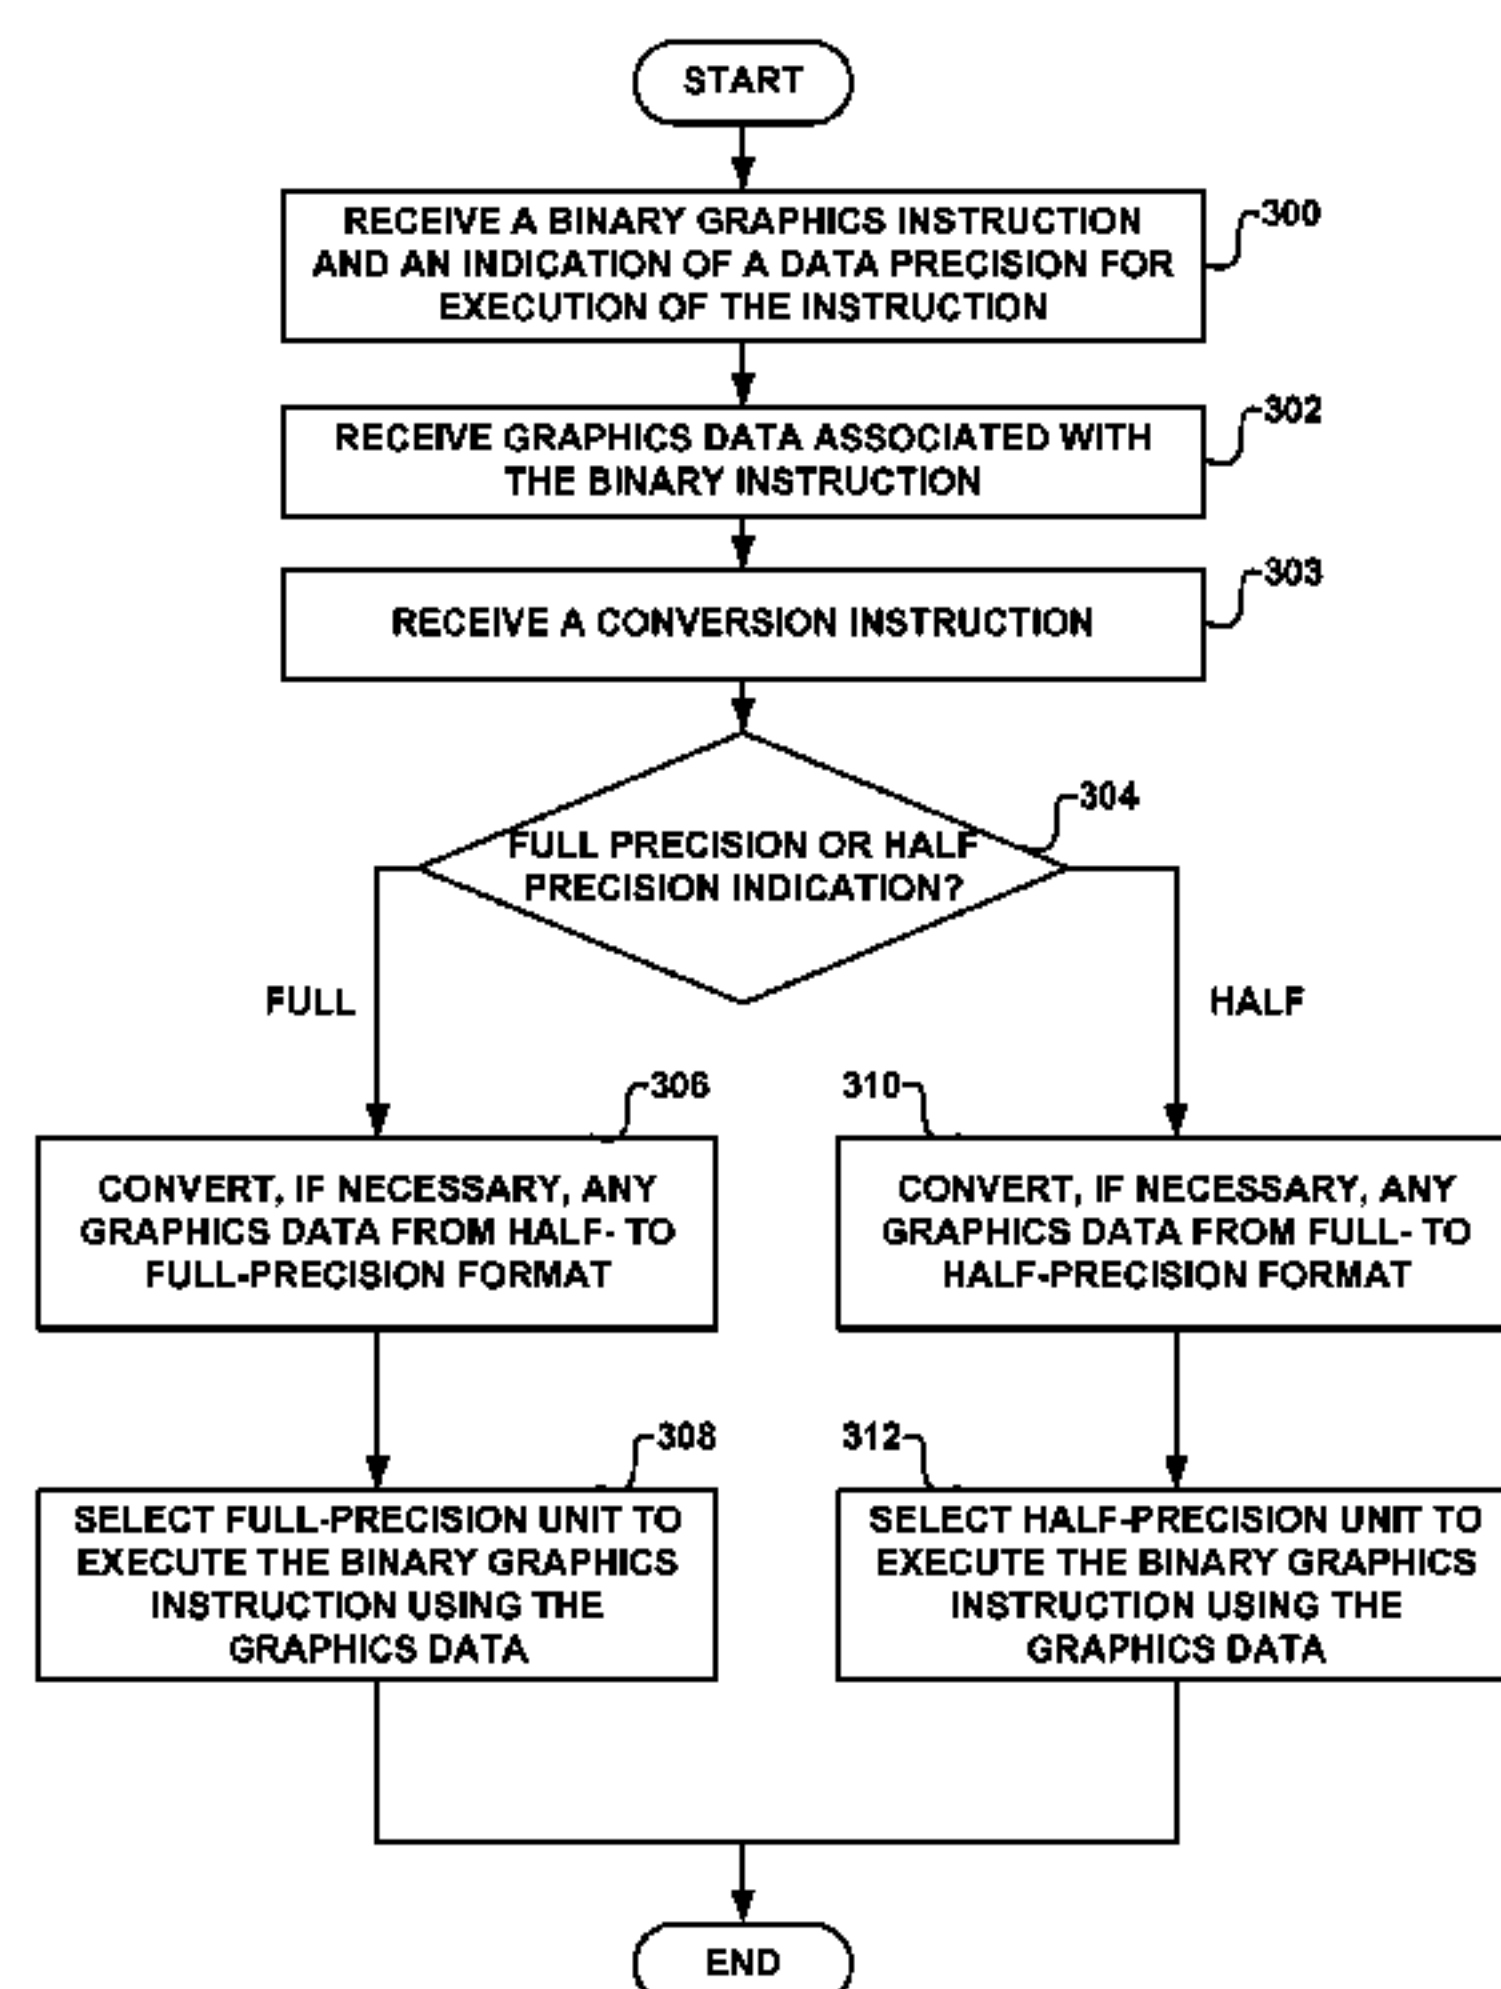 START
RECEIVE A BINARY GRAPHICS INSTRUCTION
AND AN INDICATION OF A DATA PRECISION FOR
EXECUTION OF THE INSTRUCTION
300
RECEIVE GRAPHICS DATA ASSOCIATED WITH
THE BINARY INSTRUCTION
302
RECEIVE A CONVERSION INSTRUCTION
303
FULL PRECISION OR HALF
PRECISION INDICATION?
304
FULL
HALF
306
CONVERT, IF NECESSARY, ANY
GRAPHICS DATA FROM HALF- TO
FULL-PRECISION FORMAT
310
CONVERT, IF NECESSARY, ANY
GRAPHICS DATA FROM FULL- TO
HALF-PRECISION FORMAT
308
SELECT FULL-PRECISION UNIT TO
EXECUTE THE BINARY GRAPHICS
INSTRUCTION USING THE
GRAPHICS DATA
312
SELECT HALF-PRECISION UNIT TO
EXECUTE THE BINARY GRAPHICS
INSTRUCTION USING THE
GRAPHICS DATA
END